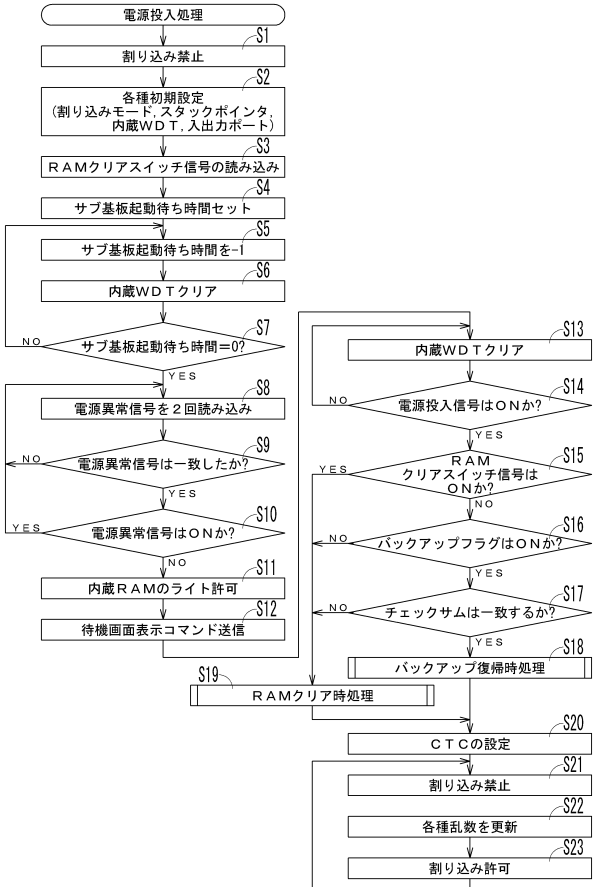 電源投入処理
S1
割り込み禁止
S2
各種初期設定
(割り込みモード,スタックポインタ,
内蔵WDT,入出力ポート)
S3
RAMクリアスイッチ信号の読み込み
S4
サブ基板起動待ち時間セット
S5
サブ基板起動待ち時間を-1
S6
内蔵WDTクリア
S7
サブ基板起動待ち時間=0?
NO
YES
S8
電源異常信号を2回読み込み
S9
電源異常信号は一致したか?
NO
YES
S10
電源異常信号はONか?
YES
NO
S11
内蔵RAMのライト許可
S12
待機画面表示コマンド送信
S13
内蔵WDTクリア
S14
電源投入信号はONか?
NO
YES
S15
RAM
クリアスイッチ信号は
ONか?
YES
NO
S16
バックアップフラグはONか?
NO
YES
S17
チェックサムは一致するか?
NO
YES
S18
バックアップ復帰時処理
S19
RAMクリア時処理
S20
CTCの設定
S21
割り込み禁止
S22
各種乱数を更新
S23
割り込み許可